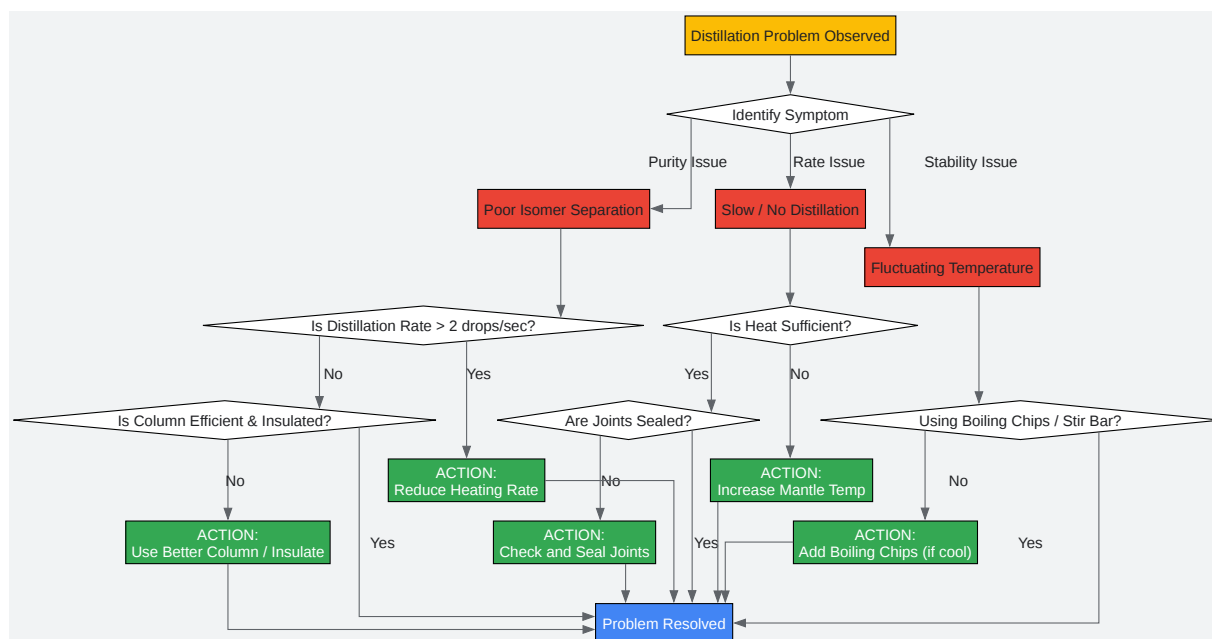 Distillation Problem Observed
Identify Symptom
Purity Issue
Rate Issue
Stability Issue
Poor Isomer Separation
Slow / No Distillation
Fluctuating Temperature
Is Distillation Rate > 2 drops/sec?
Is Heat Sufficient?
No
Yes
Yes
No
Is Column Efficient & Insulated?
Are Joints Sealed?
Using Boiling Chips / Stir Bar?
ACTION:
Reduce Heating Rate
ACTION:
Increase Mantle Temp
No
No
No
ACTION:
Use Better Column / Insulate
ACTION:
Check and Seal Joints
ACTION:
Add Boiling Chips (if cool)
Yes
Yes
Yes
Problem Resolved